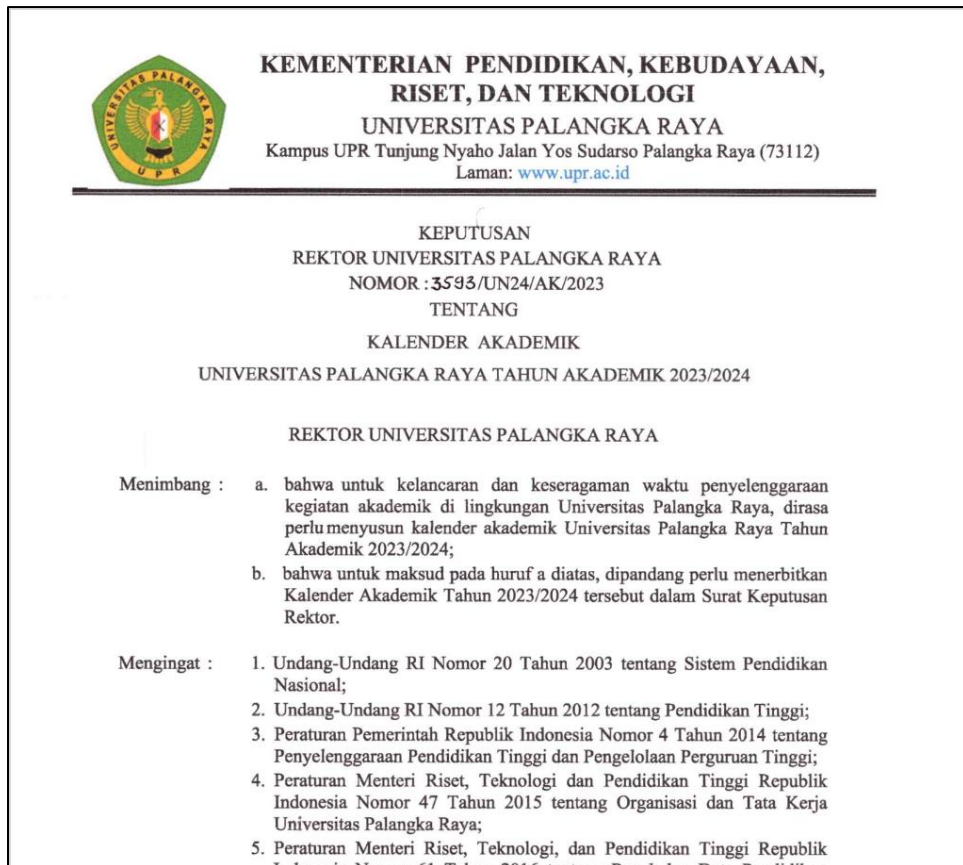 UNIVERSITAS PALANGKA RAYA
UPR
KEMENTERIAN PENDIDIKAN, KEBUDAYAAN,
RISET, DAN TEKNOLOGI
UNIVERSITAS PALANGKA RAYA
Kampus UPR Tunjung Nyaho Jalan Yos Sudarso Palangka Raya (73112)
Laman: www.upr.ac.id
KEPUTUSAN
REKTOR UNIVERSITAS PALANGKA RAYA
NOMOR : 3593/UN24/AK/2023
TENTANG
KALENDER AKADEMIK
UNIVERSITAS PALANGKA RAYA TAHUN AKADEMIK 2023/2024
REKTOR UNIVERSITAS PALANGKA RAYA
Menimbang : a. bahwa untuk kelancaran dan keseragaman waktu penyelenggaraan
kegiatan akademik di lingkungan Universitas Palangka Raya, dirasa
perlu menyusun kalender akademik Universitas Palangka Raya Tahun
Akademik 2023/2024;
b. bahwa untuk maksud pada huruf a diatas, dipandang perlu menerbitkan
Kalender Akademik Tahun 2023/2024 tersebut dalam Surat Keputusan
Rektor.
Mengingat : 1. Undang-Undang RI Nomor 20 Tahun 2003 tentang Sistem Pendidikan
Nasional;
2. Undang-Undang RI Nomor 12 Tahun 2012 tentang Pendidikan Tinggi;
3. Peraturan Pemerintah Republik Indonesia Nomor 4 Tahun 2014 tentang
Penyelenggaraan Pendidikan Tinggi dan Pengelolaan Perguruan Tinggi;
4. Peraturan Menteri Riset, Teknologi dan Pendidikan Tinggi Republik
Indonesia Nomor 47 Tahun 2015 tentang Organisasi dan Tata Kerja
Universitas Palangka Raya;
5. Peraturan Menteri Riset, Teknologi, dan Pendidikan Tinggi Republik